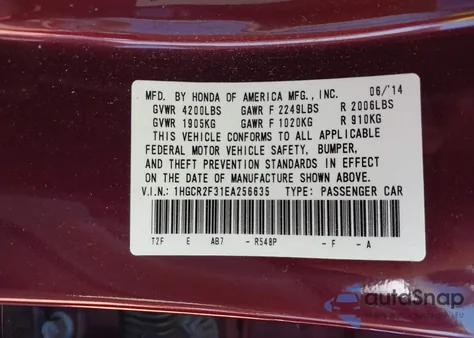 MFD. BY HONDA OF AMERICA MFG., INC. 06/'14
GVWR 4200LBS GAWR F 2249LBS R 2006LBS
GVWR 1905KG GAWR F 1020KG R 910KG
THIS VEHICLE CONFORMS TO ALL APPLICABLE
FEDERAL MOTOR VEHICLE SAFETY, BUMPER,
AND THEFT PREVENTION STANDARDS IN EFFECT
ON THE DATE OF MANUFACTURE SHOWN ABOVE.
V.I.N.: 1HGCR2F31EA256635 TYPE: PASSENGER CAR
T2F E AB7 - R548P - F - A
autoSnap